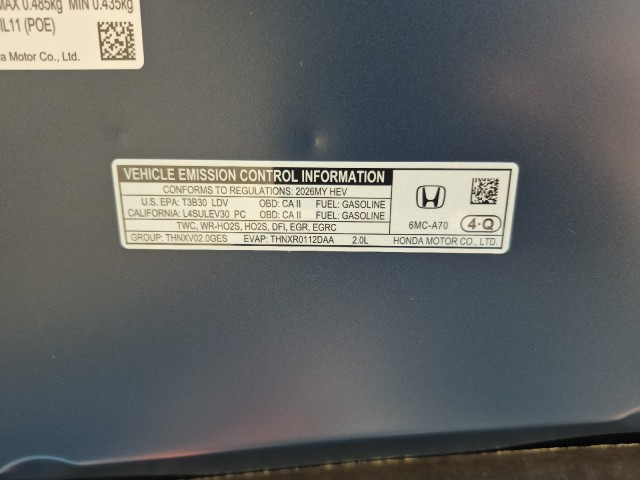 MAX 0.485kg MIN 0.435kg
IL11 (POE)
Motor Co., Ltd.
VEHICLE EMISSION CONTROL INFORMATION
CONFORMS TO REGULATIONS: 2026MY HEV
U.S. EPA: T3B30 LDV OBD: CA II FUEL: GASOLINE
CALIFORNIA: L4SULEV30 PC OBD: CA II FUEL: GASOLINE
TWC, WR-HO2S, HO2S, DFI, EGR, EGRC
GROUP: THNXV02.0GES EVAP: THNXR0112DAA 2.0L
6MC-A70 4-Q
HONDA MOTOR CO., LTD.